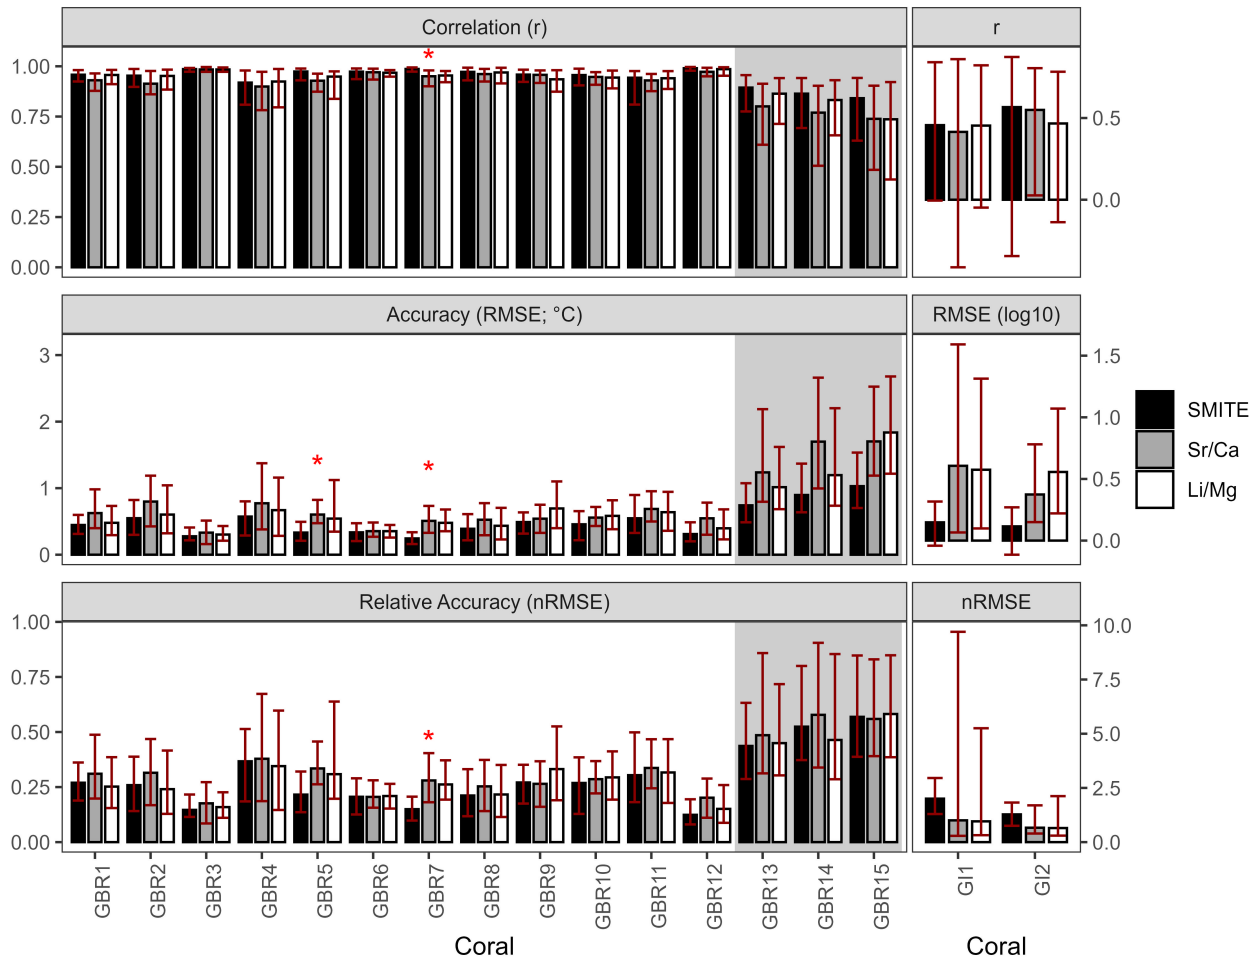 Correlation (r)
r
1.00
0.75
0.50
0.25
0.00
*
0.5
0.0
Accuracy (RMSE; °C)
RMSE (log10)
3
2
1
0
*
*
1.5
1.0
0.5
0.0
SMITE
Sr/Ca
Li/Mg
Relative Accuracy (nRMSE)
nRMSE
1.00
0.75
0.50
0.25
0.00
*
10.0
7.5
5.0
2.5
0.0
GBR1
GBR2
GBR3
GBR4
GBR5
GBR6
GBR7
GBR8
GBR9
GBR10
GBR11
GBR12
GBR13
GBR14
GBR15
GI1
GI2
Coral
Coral